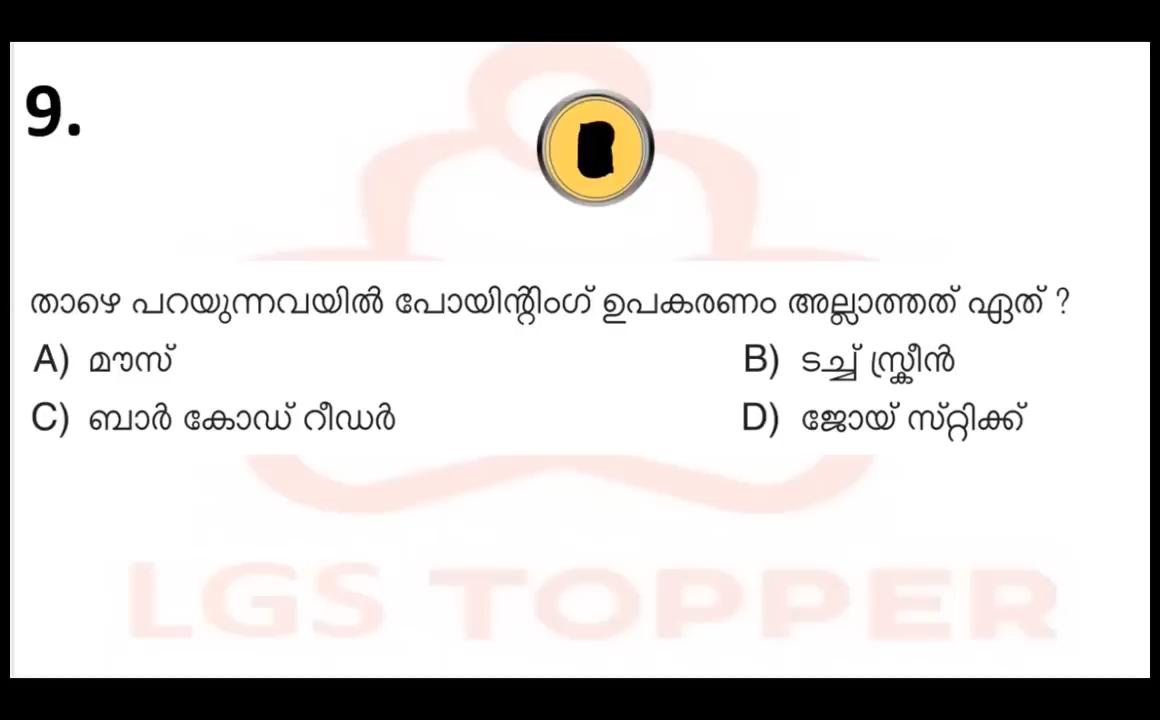 9.
താഴെ പറയുന്നവയിൽ പോയിന്റിംഗ് ഉപകരണം അല്ലാത്തത് ഏത് ?
A) മൗസ് B) ടച്ച് സ്ക്രീൻ
C) ബാർ കോഡ് റീഡർ D) ജോയ് സ്റ്റിക്ക്
LGS TOPPER